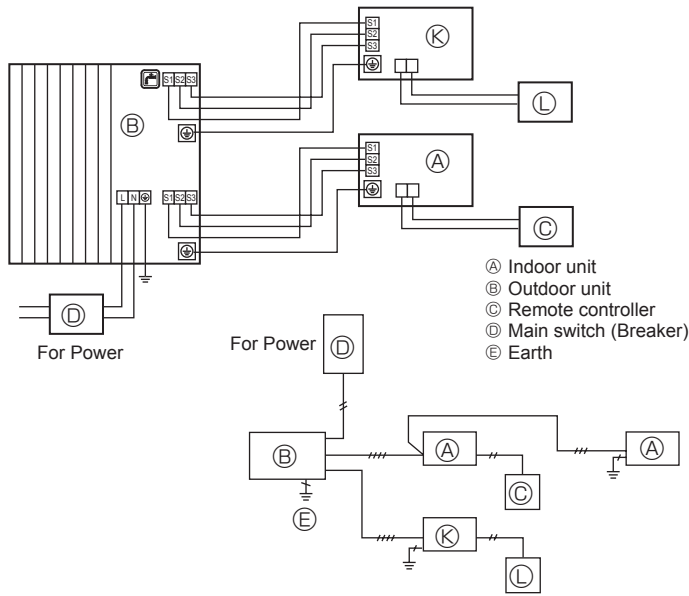 S1
S2
S3
Ⓚ
S1 S2 S3
Ⓑ
Ⓛ
S1
S2
S3
Ⓐ
L N
S1 S2 S3
Ⓒ
Ⓓ
For Power
Ⓐ Indoor unit
Ⓑ Outdoor unit
Ⓒ Remote controller
Ⓓ Main switch (Breaker)
Ⓔ Earth
For Power
Ⓓ
Ⓑ
Ⓐ
Ⓐ
Ⓒ
Ⓔ
Ⓚ
Ⓛ